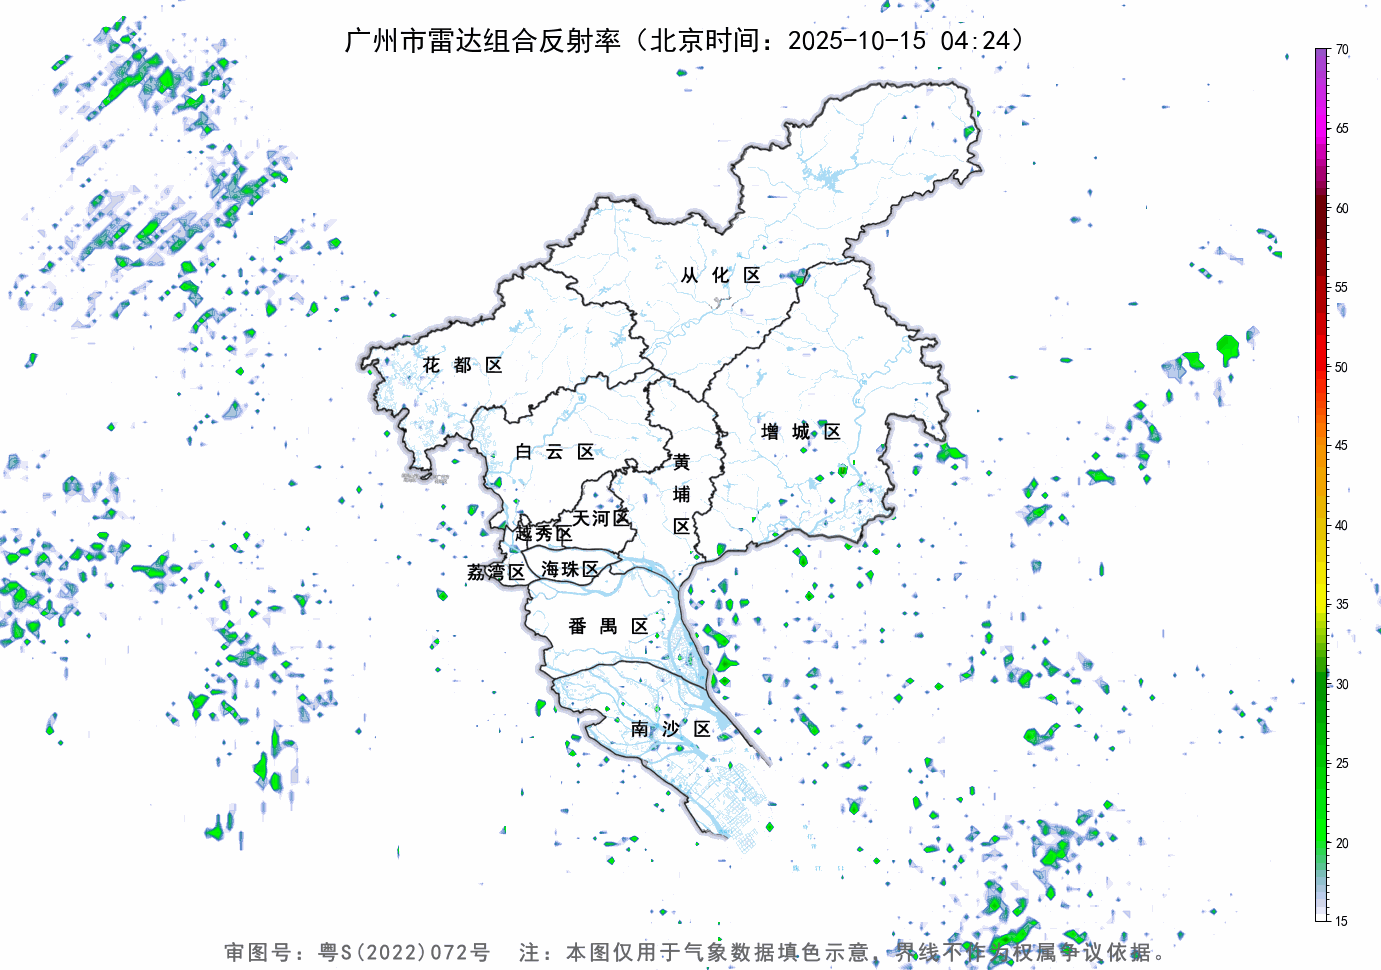 广州市雷达组合反射率（北京时间：2025-10-15 04:24）
70
65
60
55
50
45
40
35
30
25
20
15
从化区
花都区
增城区
白云区
黄埔区
天河区
越秀区
荔湾区
海珠区
番禺区
南沙区
审图号：粤S(2022)072号 注：本图仅用于气象数据填色示意，界线不作为权属争议依据。